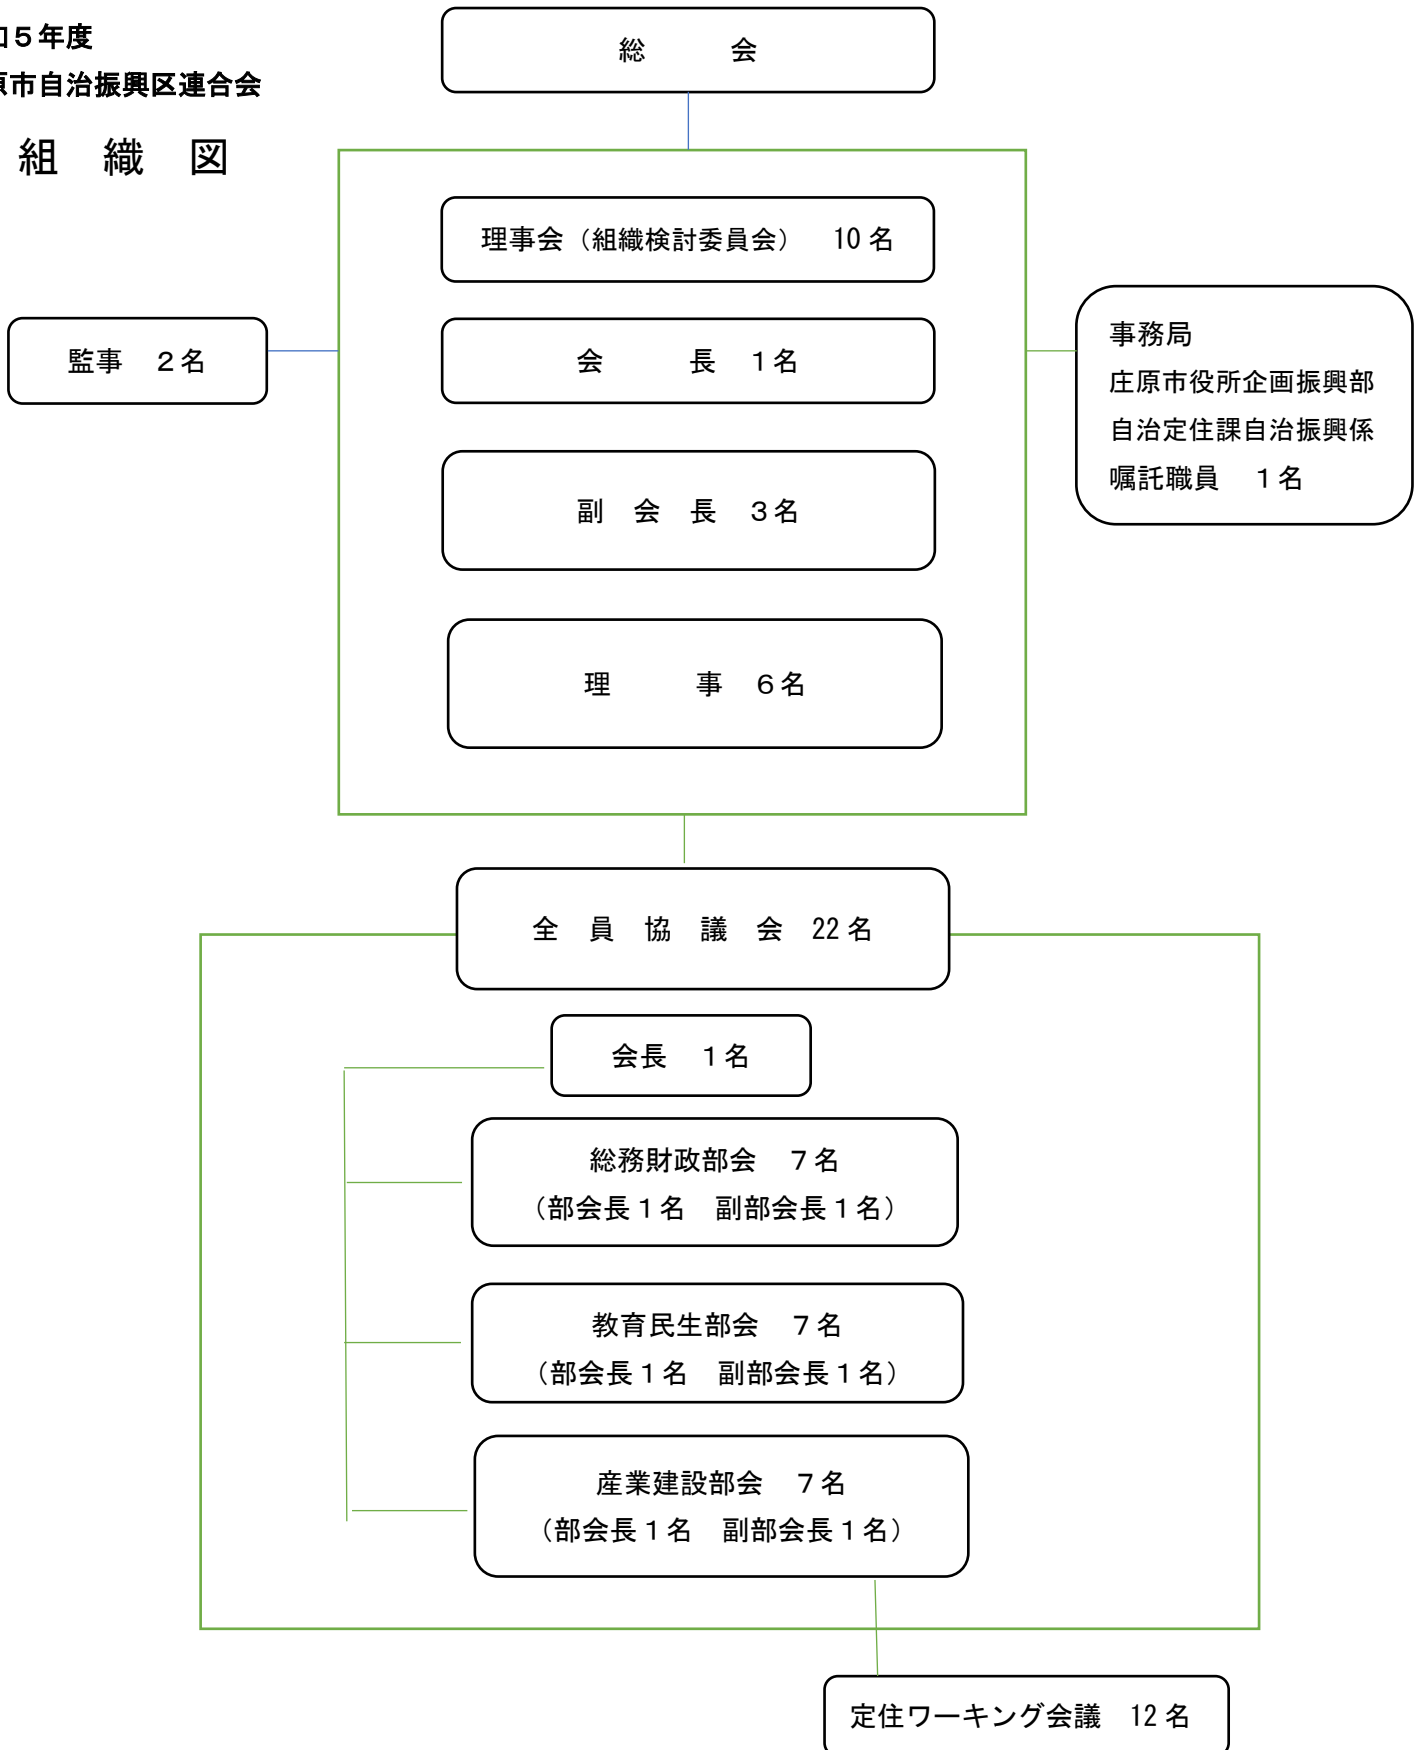 口５年度
原市自治振興区連合会
組　織　図
総　　会
理事会（組織検討委員会）　10名
監事　２名
会　　　長　１名
事務局
庄原市役所企画振興部
自治定住課自治振興係
嘱託職員　１名
副　会　長　３名
理　　　事　６名
全　員　協　議　会　22名
会長　１名
総務財政部会　７名
（部会長１名　副部会長１名）
教育民生部会　７名
（部会長１名　副部会長１名）
産業建設部会　７名
（部会長１名　副部会長１名）
定住ワーキング会議　12名